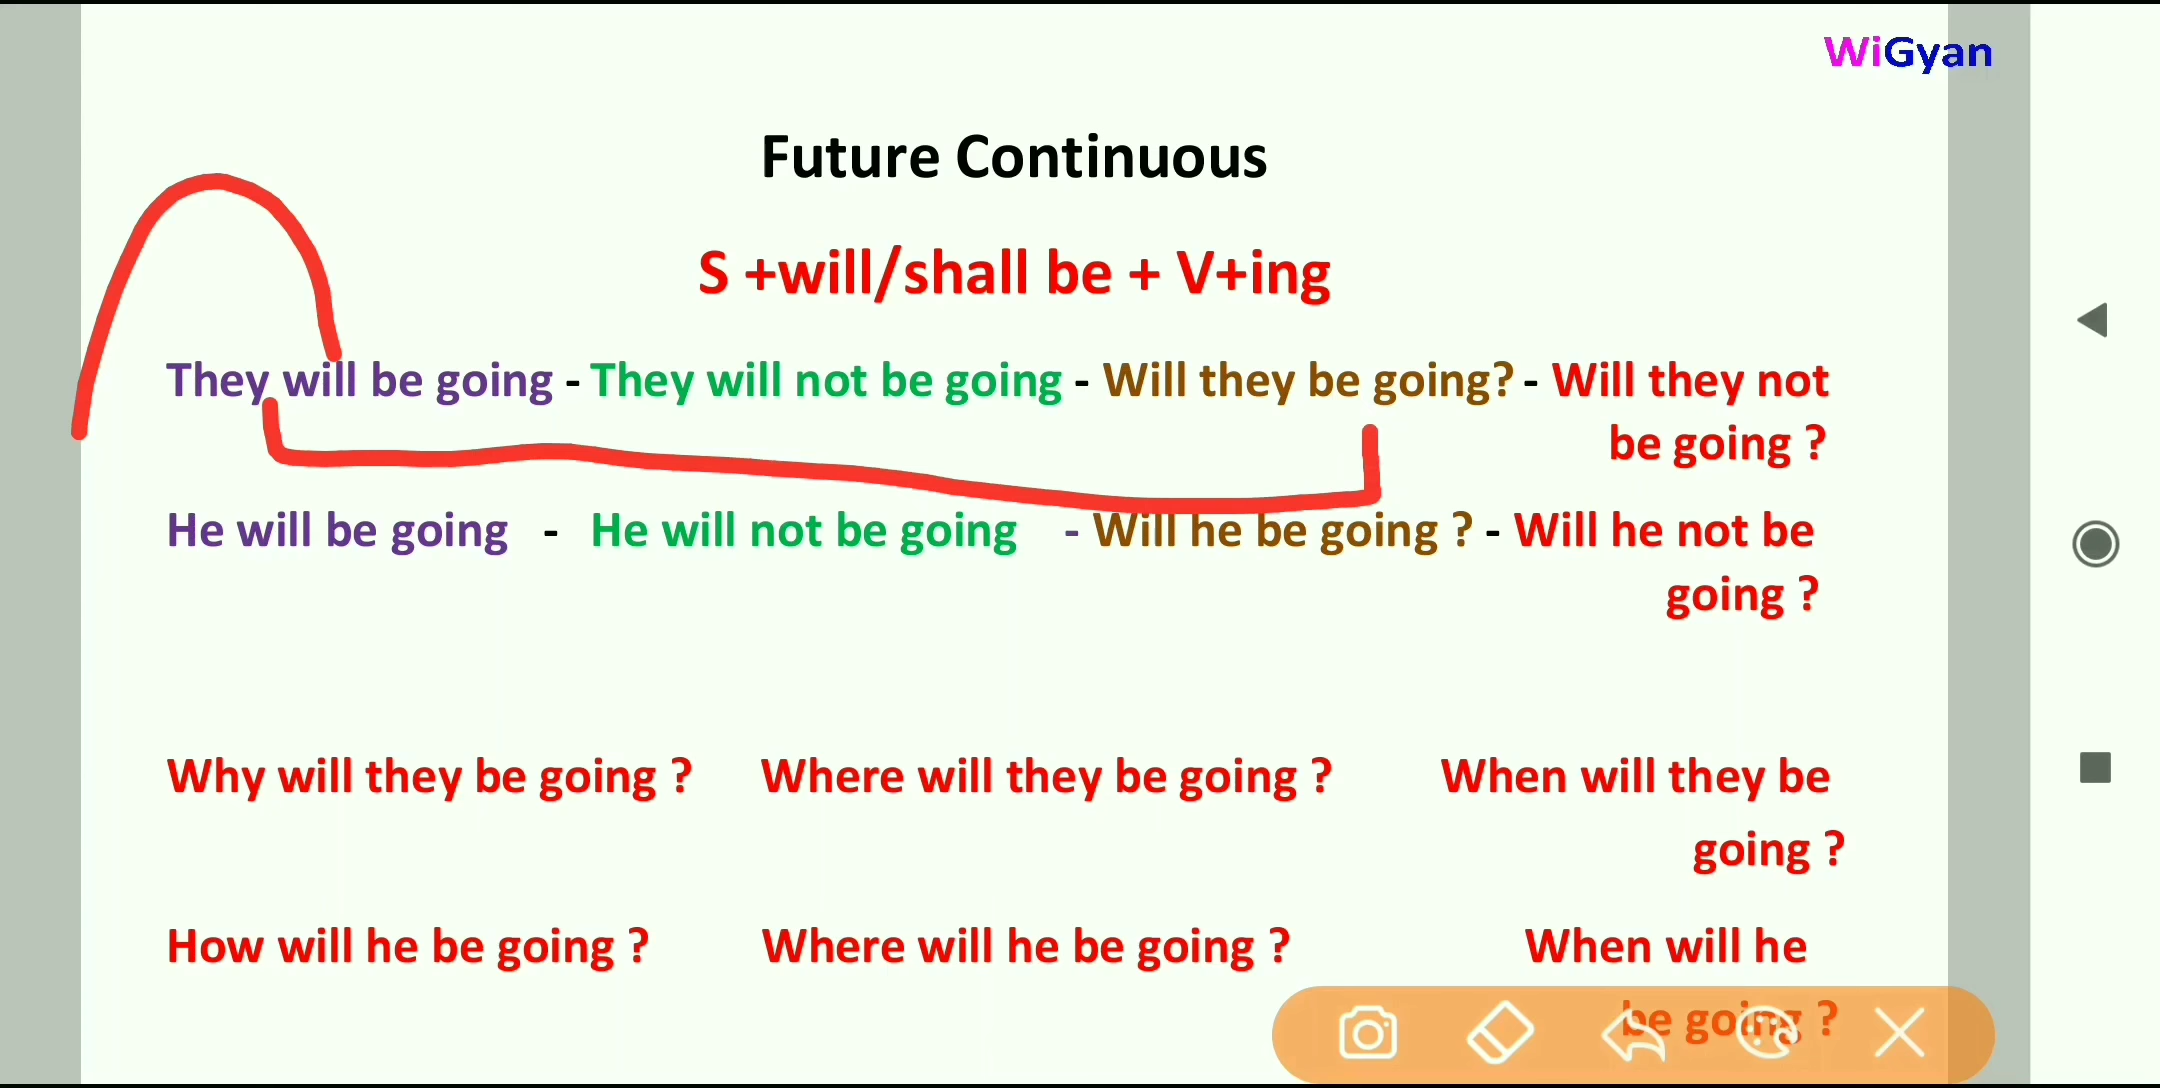 WiGyan
Future Continuous
S +will/shall be + V+ing
They will be going - They will not be going - Will they be going? - Will they not
be going ?
He will be going - He will not be going - Will he be going ? - Will he not be
going ?
Why will they be going ? Where will they be going ? When will they be
going ?
How will he be going ? Where will he be going ? When will he
be going ?